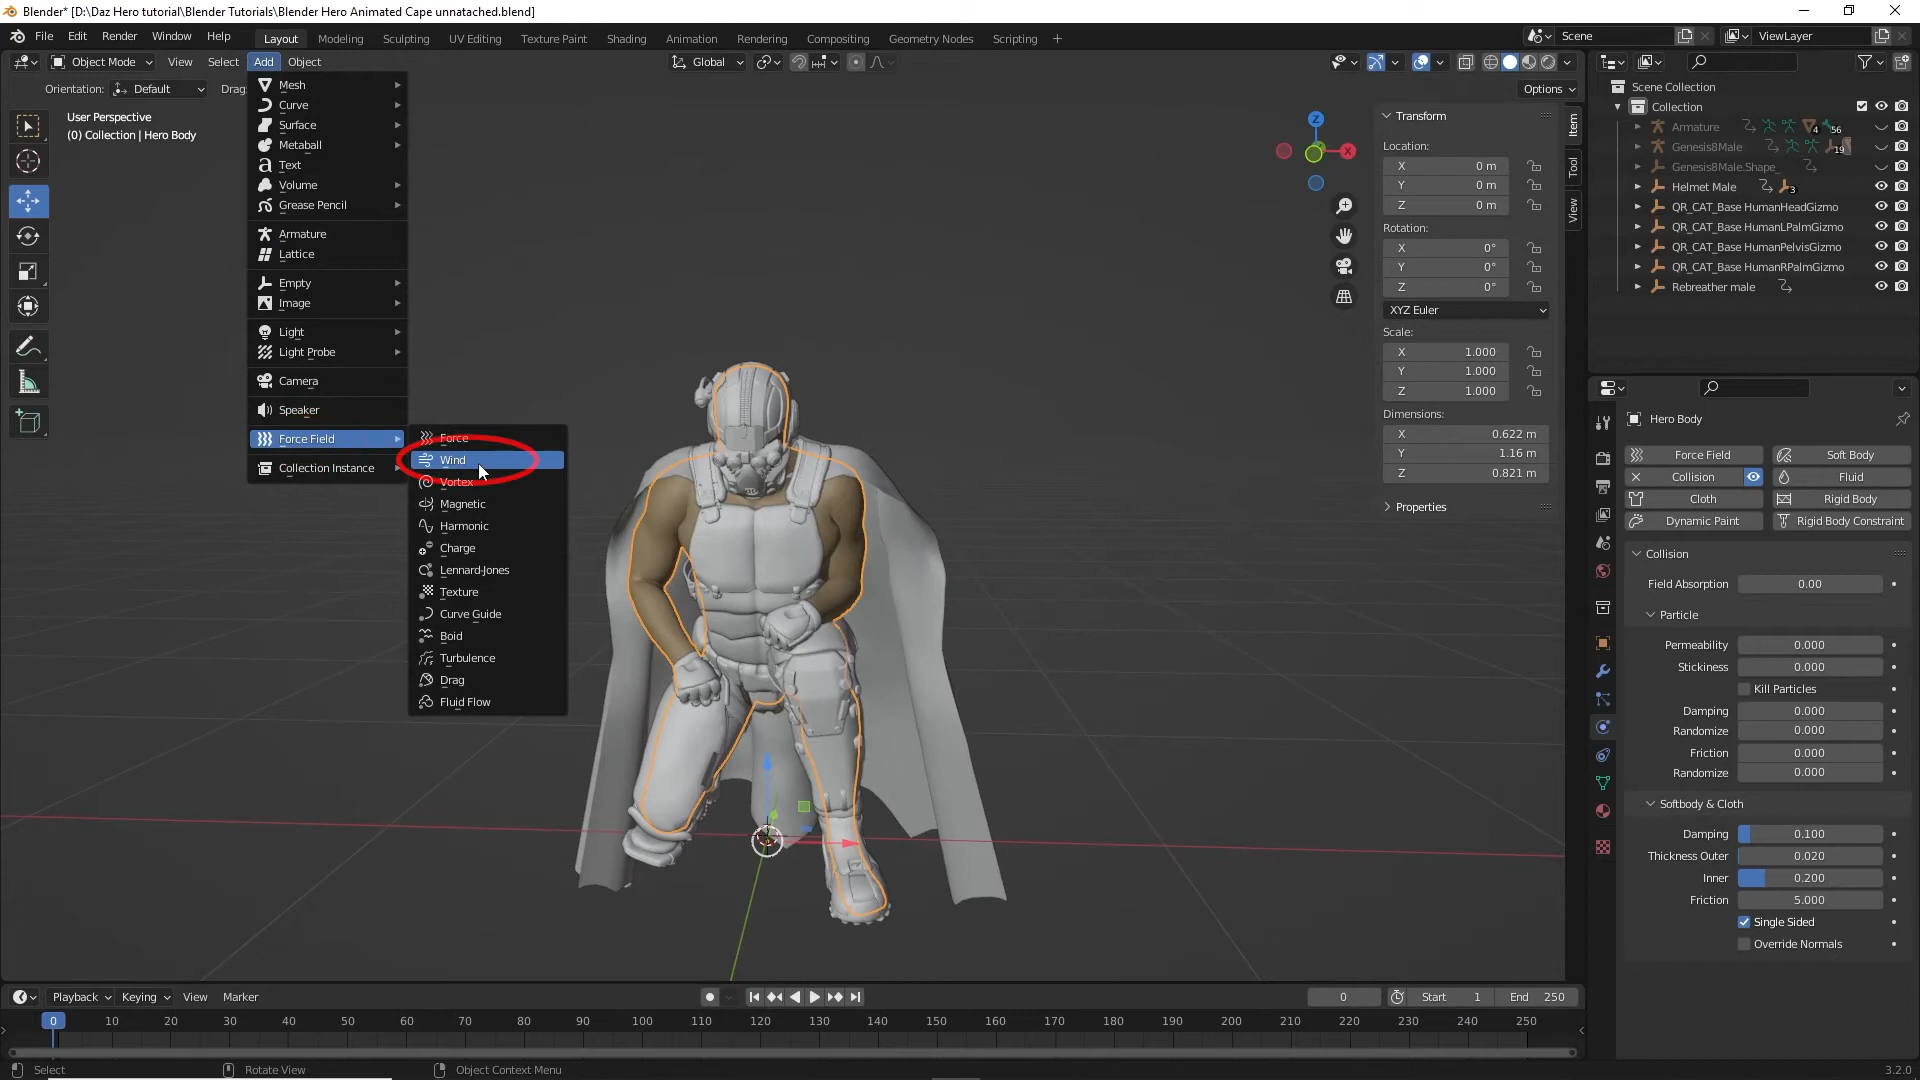 Blender* [D:\Daz Hero tutorial\Blender Tutorials\Blender Hero Animated Cape unnatached.blend]
File Edit Render Window Help Layout Modeling Sculpting UV Editing Texture Paint Shading Animation Rendering Compositing Geometry Nodes Scripting + Scene ViewLayer
Object Mode View Select Add Object Global
Orientation: Default Drag: Options
User Perspective
(0) Collection | Hero Body
Mesh
Curve
Surface
Metaball
Text
Volume
Grease Pencil
Armature
Lattice
Empty
Image
Light
Light Probe
Camera
Speaker
Force Field
Collection Instance
Force
Wind
Vortex
Magnetic
Harmonic
Charge
Lennard-Jones
Texture
Curve Guide
Boid
Turbulence
Drag
Fluid Flow
Z
X
Transform
Location:
X 0 m
Y 0 m
Z 0 m
Rotation:
X 0°
Y 0°
Z 0°
XYZ Euler
Scale:
X 1.000
Y 1.000
Z 1.000
Dimensions:
X 0.622 m
Y 1.16 m
Z 0.821 m
Properties
Item
Tool
View
Scene Collection
Collection
Armature 4 56
Genesis8Male 19
Genesis8Male.Shape_
Helmet Male 3
QR_CAT_Base HumanHeadGizmo
QR_CAT_Base HumanLPalmGizmo
QR_CAT_Base HumanPelvisGizmo
QR_CAT_Base HumanRPalmGizmo
Rebreather male
Hero Body
Force Field Soft Body
Collision Fluid
Cloth Rigid Body
Dynamic Paint Rigid Body Constraint
Collision
Field Absorption 0.00
Particle
Permeability 0.000
Stickiness 0.000
Kill Particles
Damping 0.000
Randomize 0.000
Friction 0.000
Randomize 0.000
Softbody & Cloth
Damping 0.100
Thickness Outer 0.020
Inner 0.200
Friction 5.000
Single Sided
Override Normals
Playback Keying View Marker 0 Start 1 End 250
0 10 20 30 40 50 60 70 80 90 100 110 120 130 140 150 160 170 180 190 200 210 220 230 240 250
Select Rotate View Object Context Menu 3.2.0